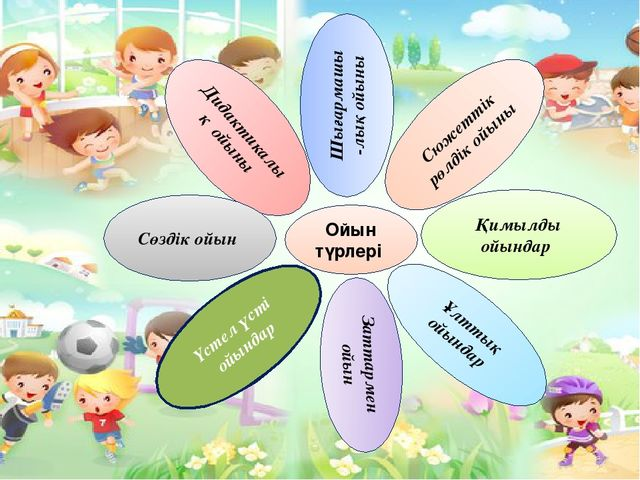 Ойын
түрлері
Шығармашы
-лық ойыны
Сюжеттік
рөлдік ойыны
Қимылды
ойындар
Ұлттық
ойындар
Заттармен
ойын
Үстел үсті
ойындар
Сөздік ойын
Дидактикалы
к ойыны
7